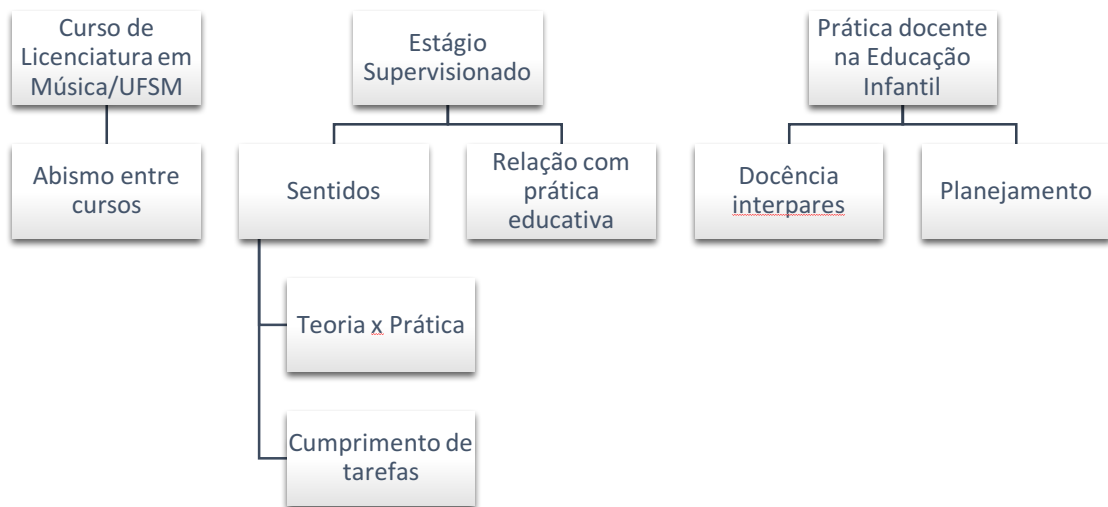 Curso de
Licenciatura em
Música/UFSM
Abismo entre
cursos
Estágio
Supervisionado
Sentidos
Teoria x Prática
Cumprimento de
tarefas
Relação com
prática
educativa
Prática docente
na Educação
Infantil
Docência
interpares
Planejamento